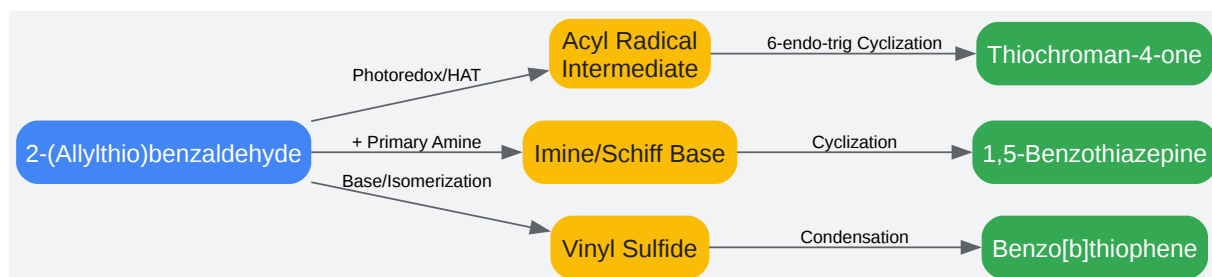 2-(Allylthio)benzaldehyde
Photoredox/HAT
Acyl Radical
Intermediate
6-endo-trig Cyclization
Thiochroman-4-one
+ Primary Amine
Imine/Schiff Base
Cyclization
1,5-Benzothiazepine
Base/Isomerization
Vinyl Sulfide
Condensation
Benzo[b]thiophene